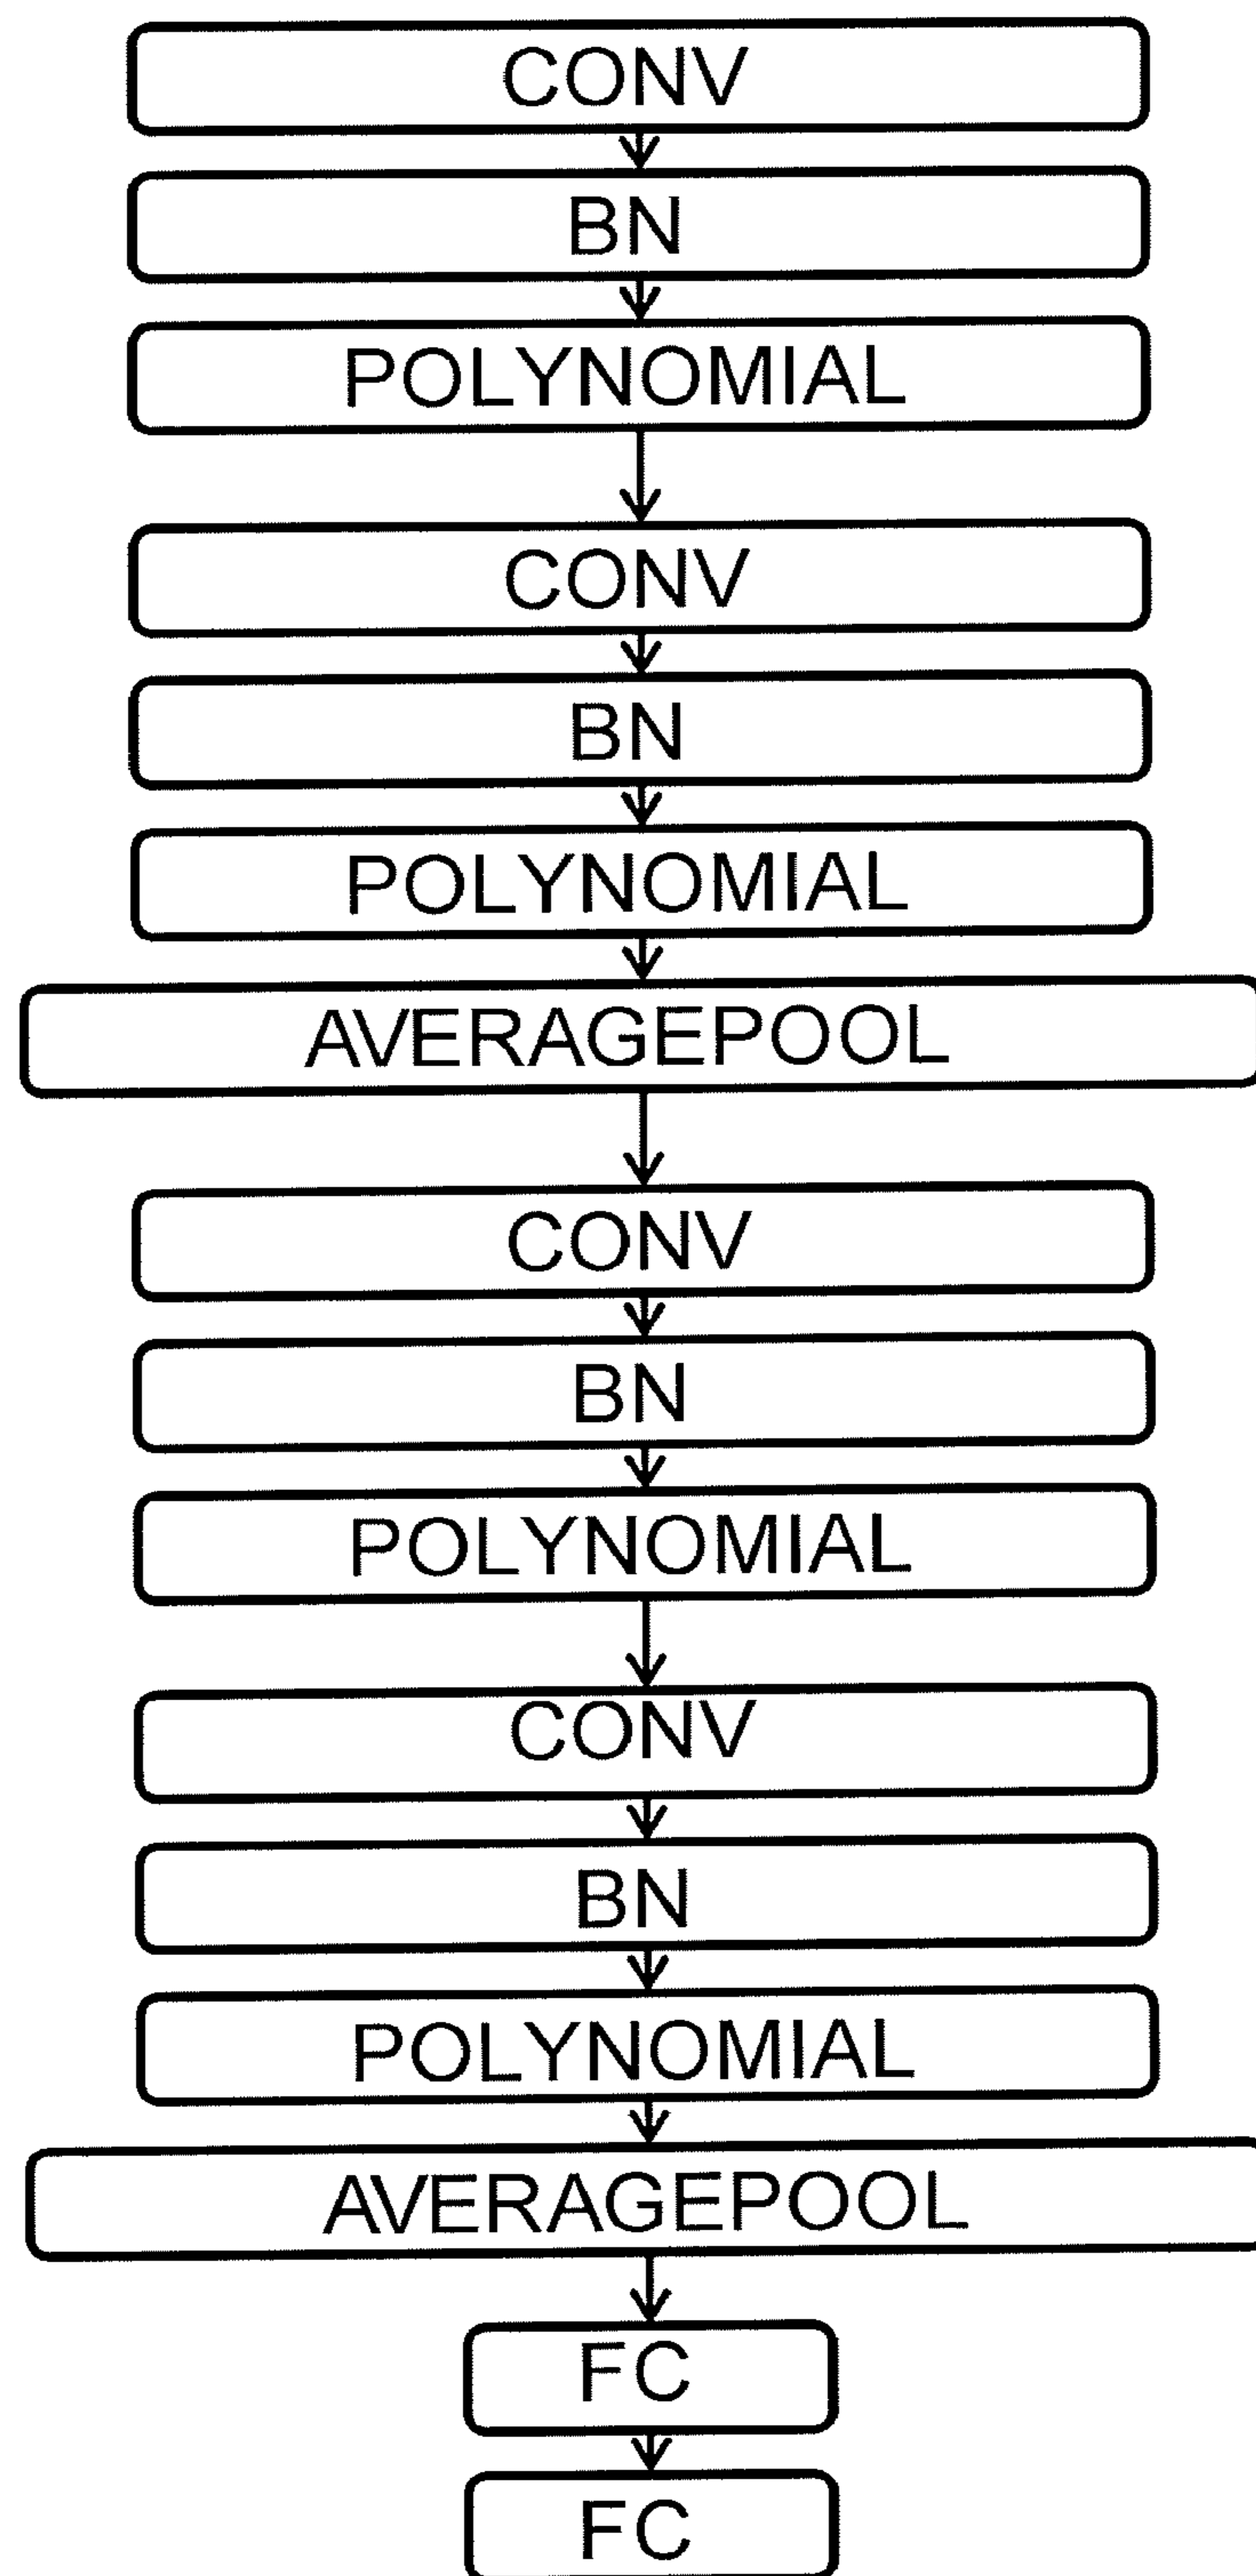 CONV
BN
POLYNOMIAL
CONV
BN
POLYNOMIAL
AVERAGEPOOL
CONV
BN
POLYNOMIAL
CONV
BN
POLYNOMIAL
AVERAGEPOOL
FC
FC